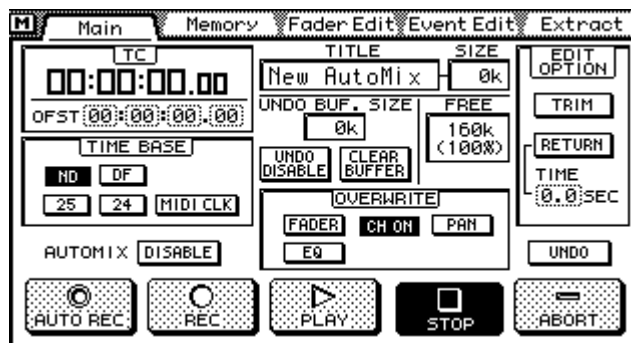 M Main Memory Fader Edit Event Edit Extract
TC
00:00:00.00
OFST 00:00:00.00
TITLE
New AutoMix
SIZE
0k
UNDO BUF. SIZE
0k
UNDO DISABLE
CLEAR BUFFER
FREE
160k
(100%)
EDIT
OPTION
TRIM
RETURN
TIME
0.0 SEC
TIME BASE
ND DF
25 24 MIDI CLK
OVERWRITE
FADER CH ON PAN
EQ
AUTOMIX DISABLE
UNDO
AUTO REC REC PLAY STOP ABORT